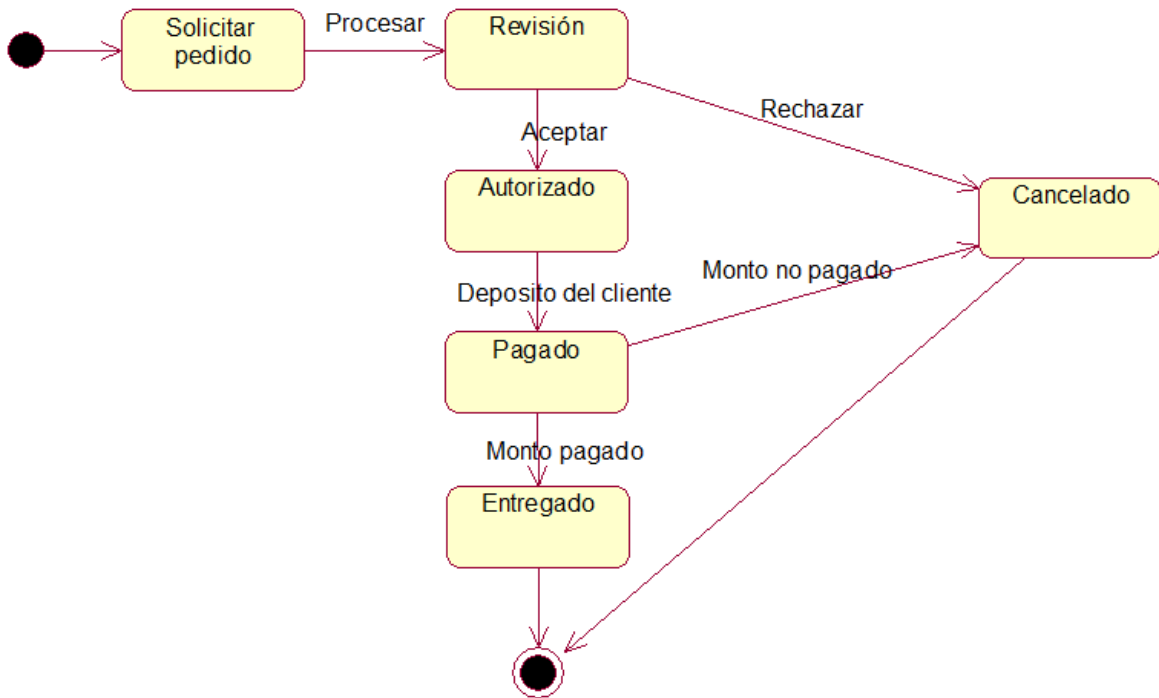 Solicitar
pedido
Procesar
Revisión
Rechazar
Aceptar
Autorizado
Cancelado
Monto no pagado
Deposito del cliente
Pagado
Monto pagado
Entregado